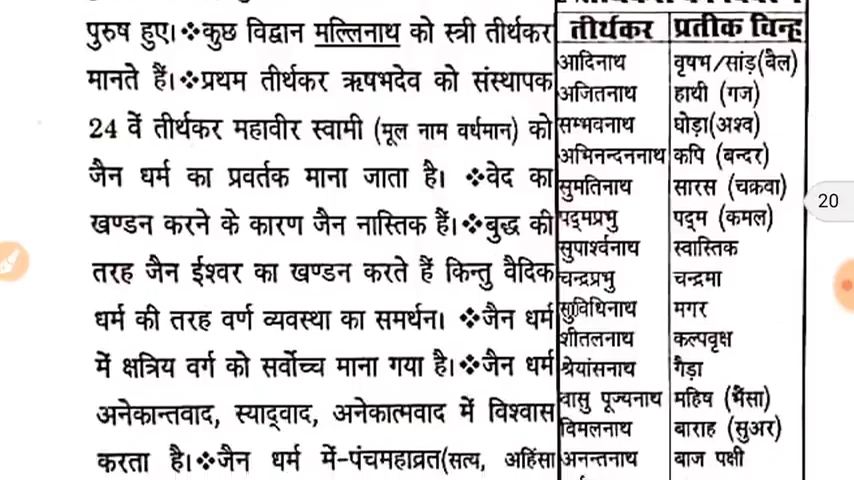 पुरुष हुए।❖कुछ विद्वान मल्लिनाथ को स्त्री तीर्थकर
मानते हैं।❖प्रथम तीर्थकर ऋषभदेव को संस्थापक
24 वें तीर्थकर महावीर स्वामी (मूल नाम वर्धमान) को
जैन धर्म का प्रवर्तक माना जाता है। ❖वेद का
खण्डन करने के कारण जैन नास्तिक हैं।❖बुद्ध की
तरह जैन ईश्वर का खण्डन करते हैं किन्तु वैदिक
धर्म की तरह वर्ण व्यवस्था का समर्थन। ❖जैन धर्म
में क्षत्रिय वर्ग को सर्वोच्च माना गया है।❖जैन धर्म
अनेकान्तवाद, स्याद्वाद, अनेकात्मवाद में विश्वास
करता है।❖जैन धर्म में-पंचमहाव्रत(सत्य, अहिंसा
तीर्थकर प्रतीक चिन्ह
आदिनाथ वृषभ/सांड़(बैल)
अजितनाथ हाथी (गज)
सम्भवनाथ घोड़ा(अश्व)
अभिनन्दननाथ कपि (बन्दर)
सुमतिनाथ सारस (चक्रवा)
पद्मप्रभु पद्म (कमल)
सुपार्श्वनाथ स्वास्तिक
चन्द्रप्रभु चन्द्रमा
सुविधिनाथ मगर
शीतलनाथ कल्पवृक्ष
श्रेयांसनाथ गैड़ा
वासु पूज्यनाथ महिष (भैंसा)
विमलनाथ बाराह (सुअर)
अनन्तनाथ बाज पक्षी
20